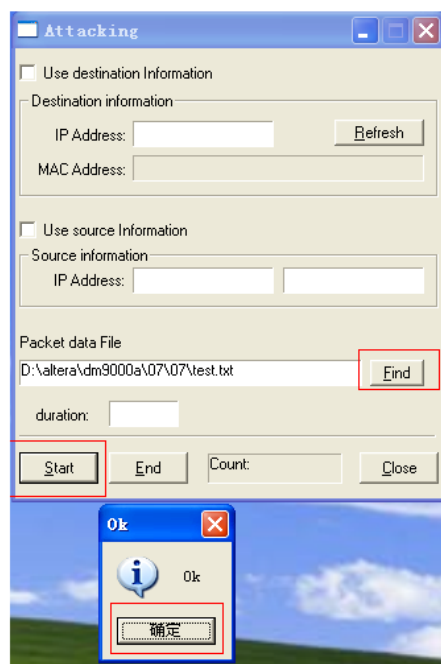 Attacking
Use destination Information
Destination information
IP Address:
Refresh
MAC Address:
Use source Information
Source information
IP Address:
Packet data File
D:\altera\dm9000a\07\07\test.txt
Find
duration:
Start
End
Count:
Close
Ok
Ok
确定